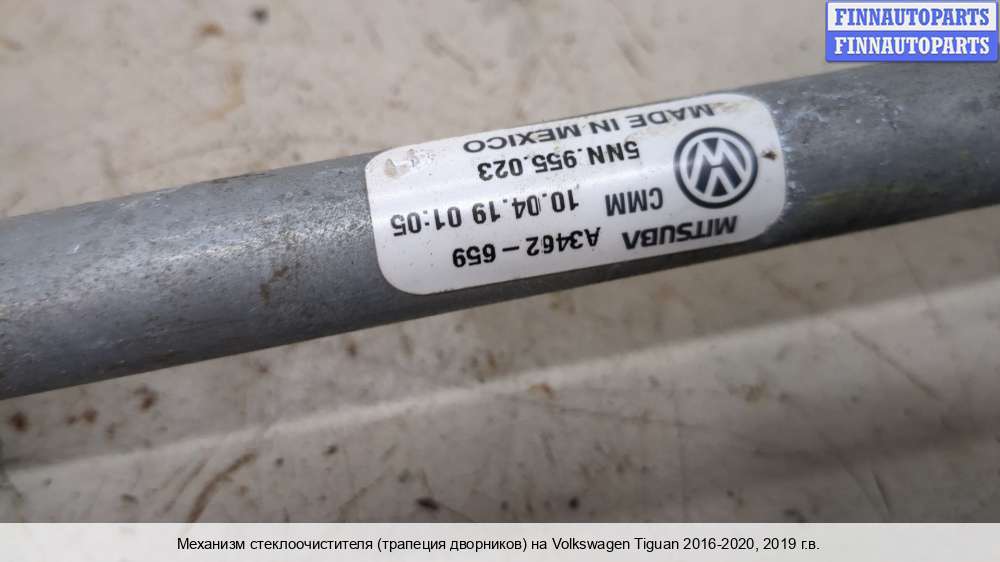 FINNAUTOPARTS
FINNAUTOPARTS
MITSUBA A3462-659
CMM 10.04.19 01:05
5NN.955.023
MADE IN MEXICO
Механизм стеклоочистителя (трапеция дворников) на Volkswagen Tiguan 2016-2020, 2019 г.в.